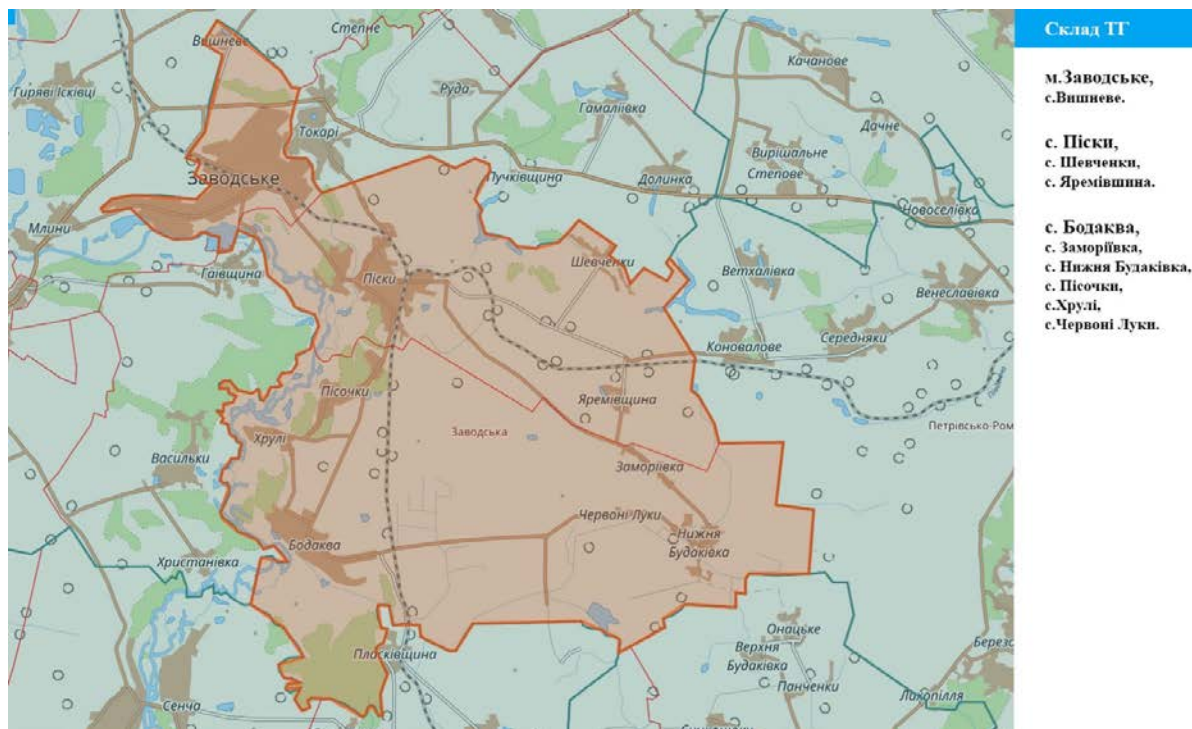 Склад ТГ
м.Заводське,
с.Вишневе.
с. Піски,
с. Шевченки,
с. Яремівшина.
с. Бодаква,
с. Заморіївка,
с. Нижня Будаківка,
с. Пісочки,
с.Хрулі,
с.Червоні Луки.
Вишневе
Степне
Качанове
Гиряві Ісківці
Руда
Гамаліївка
Токарі
Дачне
Вирішальне
Степове
Заводське
Пучківщина
Долинка
Новоселівка
Млини
Гаївщина
Піски
Шевченки
Ветхалівка
Венеславівка
Коновалове
Середняки
Пісочки
Яремівщина
Хрулі
Заводська
Петрівсько-Ром
Васильки
Заморіївка
Червоні Луки
Нижня
Будаківка
Бодаква
Христанівка
Онацьке
Верхня
Будаківка
Березо
Плосківщина
Панченки
Лихопілля
Сенча